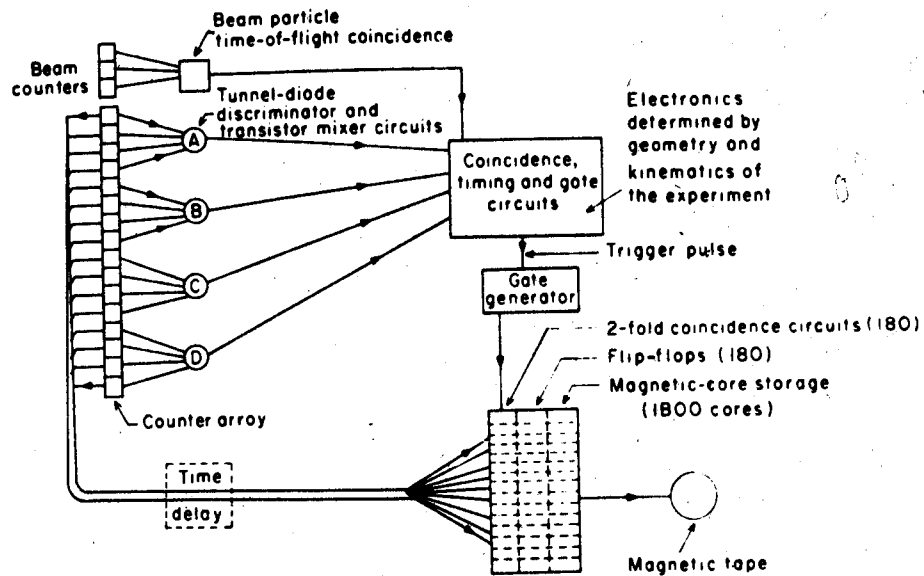 Beam particle
time-of-flight coincidence
Beam
counters
Tunnel-diode
discriminator and
transistor mixer circuits
A
B
C
D
Electronics
determined by
geometry and
kinematics of
the experiment
Coincidence,
timing and gate
circuits
Trigger pulse
Gate
generator
2-fold coincidence circuits (180)
Flip-flops (180)
Magnetic-core storage
(1800 cores)
Counter array
Time
delay
Magnetic tape